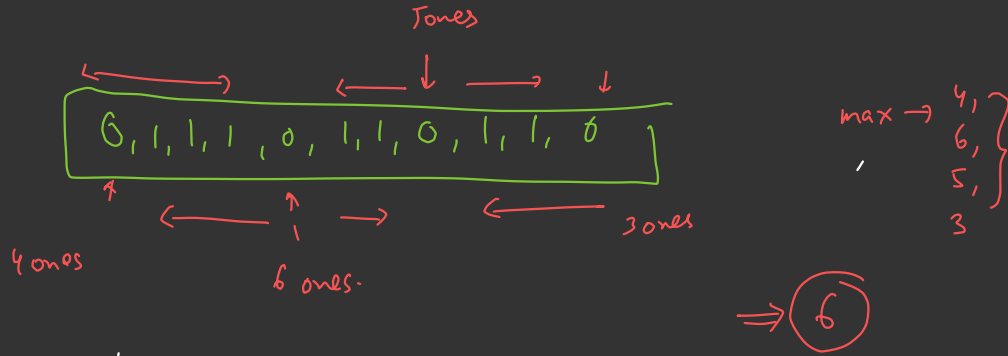 5ones
0, 1, 1, 1, 0, 1, 1, 0, 1, 1, 0
max → 4,
6,
5,
3
4 ones
6 ones.
3 ones
⇒ 6